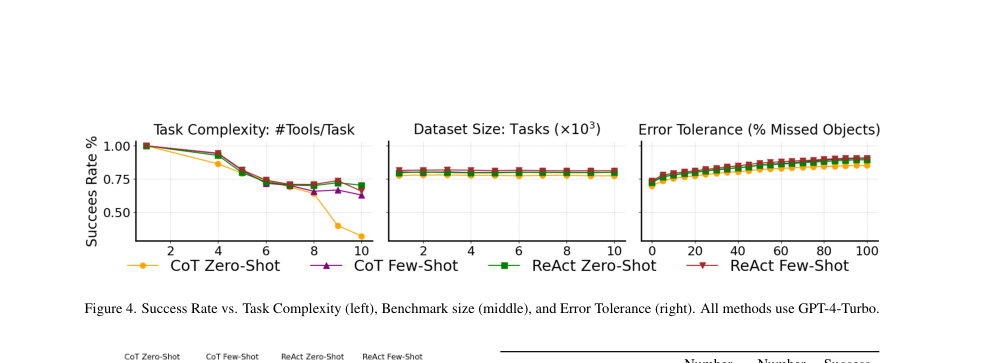 Task Complexity: #Tools/Task
Dataset Size: Tasks (×10³)
Error Tolerance (% Missed Objects)
Success Rate %
1.00
0.75
0.50
2 4 6 8 10
2 4 6 8 10
0 20 40 60 80 100
CoT Zero-Shot CoT Few-Shot ReAct Zero-Shot ReAct Few-Shot
Figure 4. Success Rate vs. Task Complexity (left), Benchmark size (middle), and Error Tolerance (right). All methods use GPT-4-Turbo.
CoT Zero-Shot CoT Few-Shot ReAct Zero-Shot ReAct Few-Shot
Number Number Success